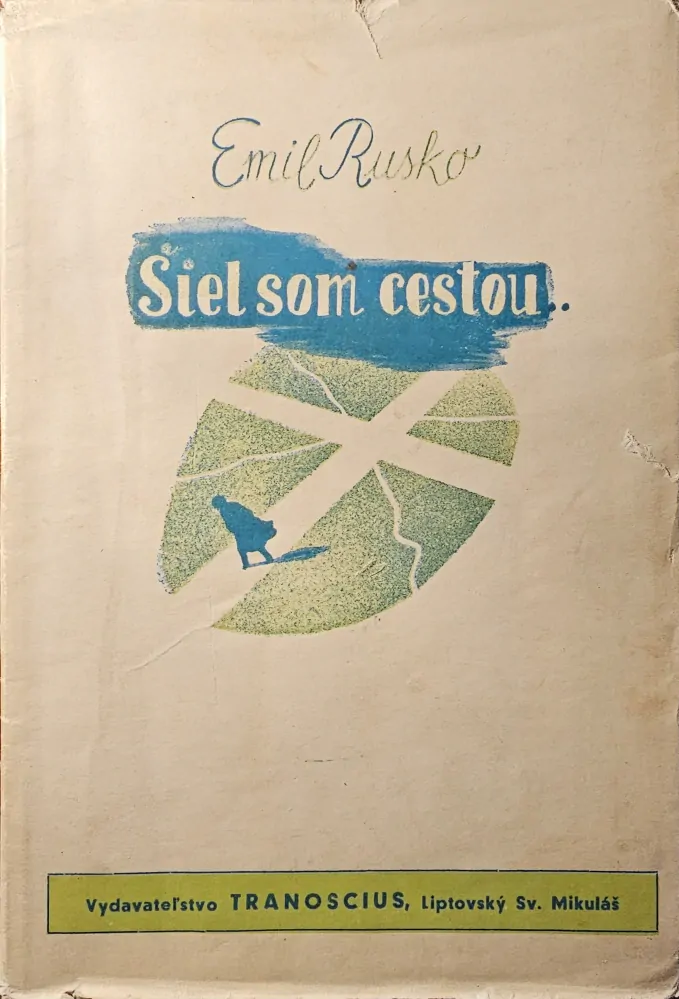 Emil Rusko
Šiel som cestou..
Vydavateľstvo TRANOSCIUS, Liptovský Sv. Mikuláš